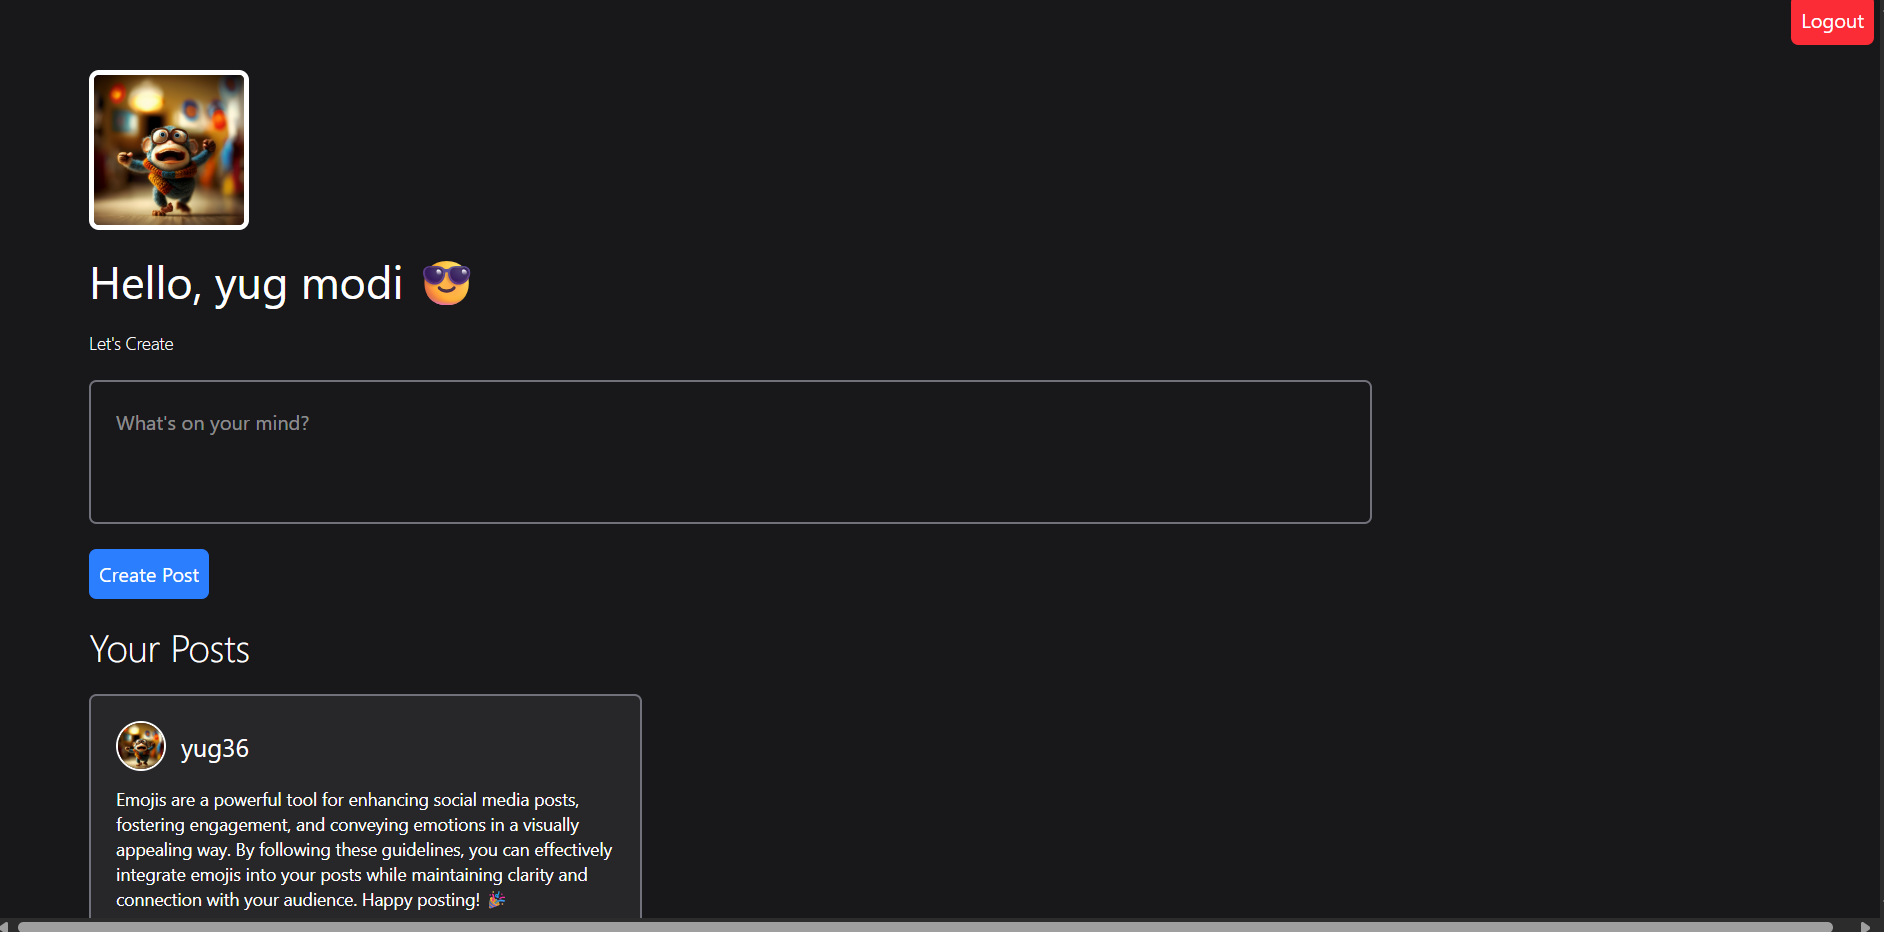 Logout
Hello, yug modi 😎
Let's Create
What's on your mind?
Create Post
Your Posts
yug36
Emojis are a powerful tool for enhancing social media posts,
fostering engagement, and conveying emotions in a visually
appealing way. By following these guidelines, you can effectively
integrate emojis into your posts while maintaining clarity and
connection with your audience. Happy posting! 🎉